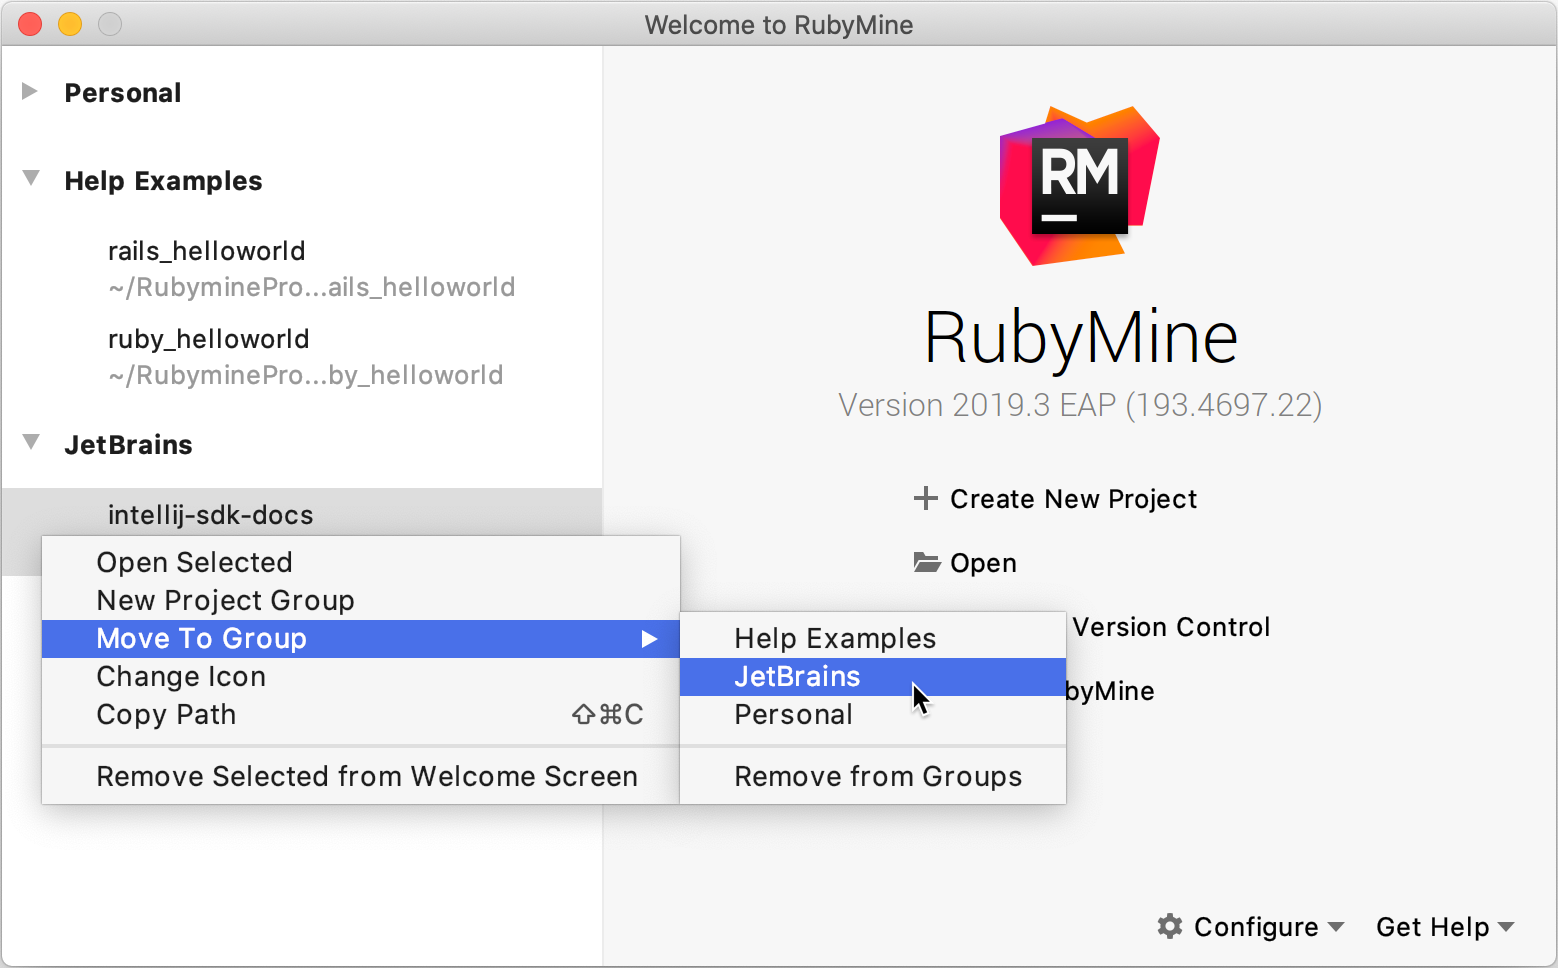 Welcome to RubyMine
Personal
Help Examples
rails_helloworld
~/RubyminePro...ails_helloworld
ruby_helloworld
~/RubyminePro...by_helloworld
JetBrains
intellij-sdk-docs
Open Selected
New Project Group
Move To Group
Change Icon
Copy Path ⇧⌘C
Remove Selected from Welcome Screen
Help Examples
JetBrains
Personal
Remove from Groups
RM
RubyMine
Version 2019.3 EAP (193.4697.22)
Create New Project
Open
Version Control
byMine
Configure
Get Help